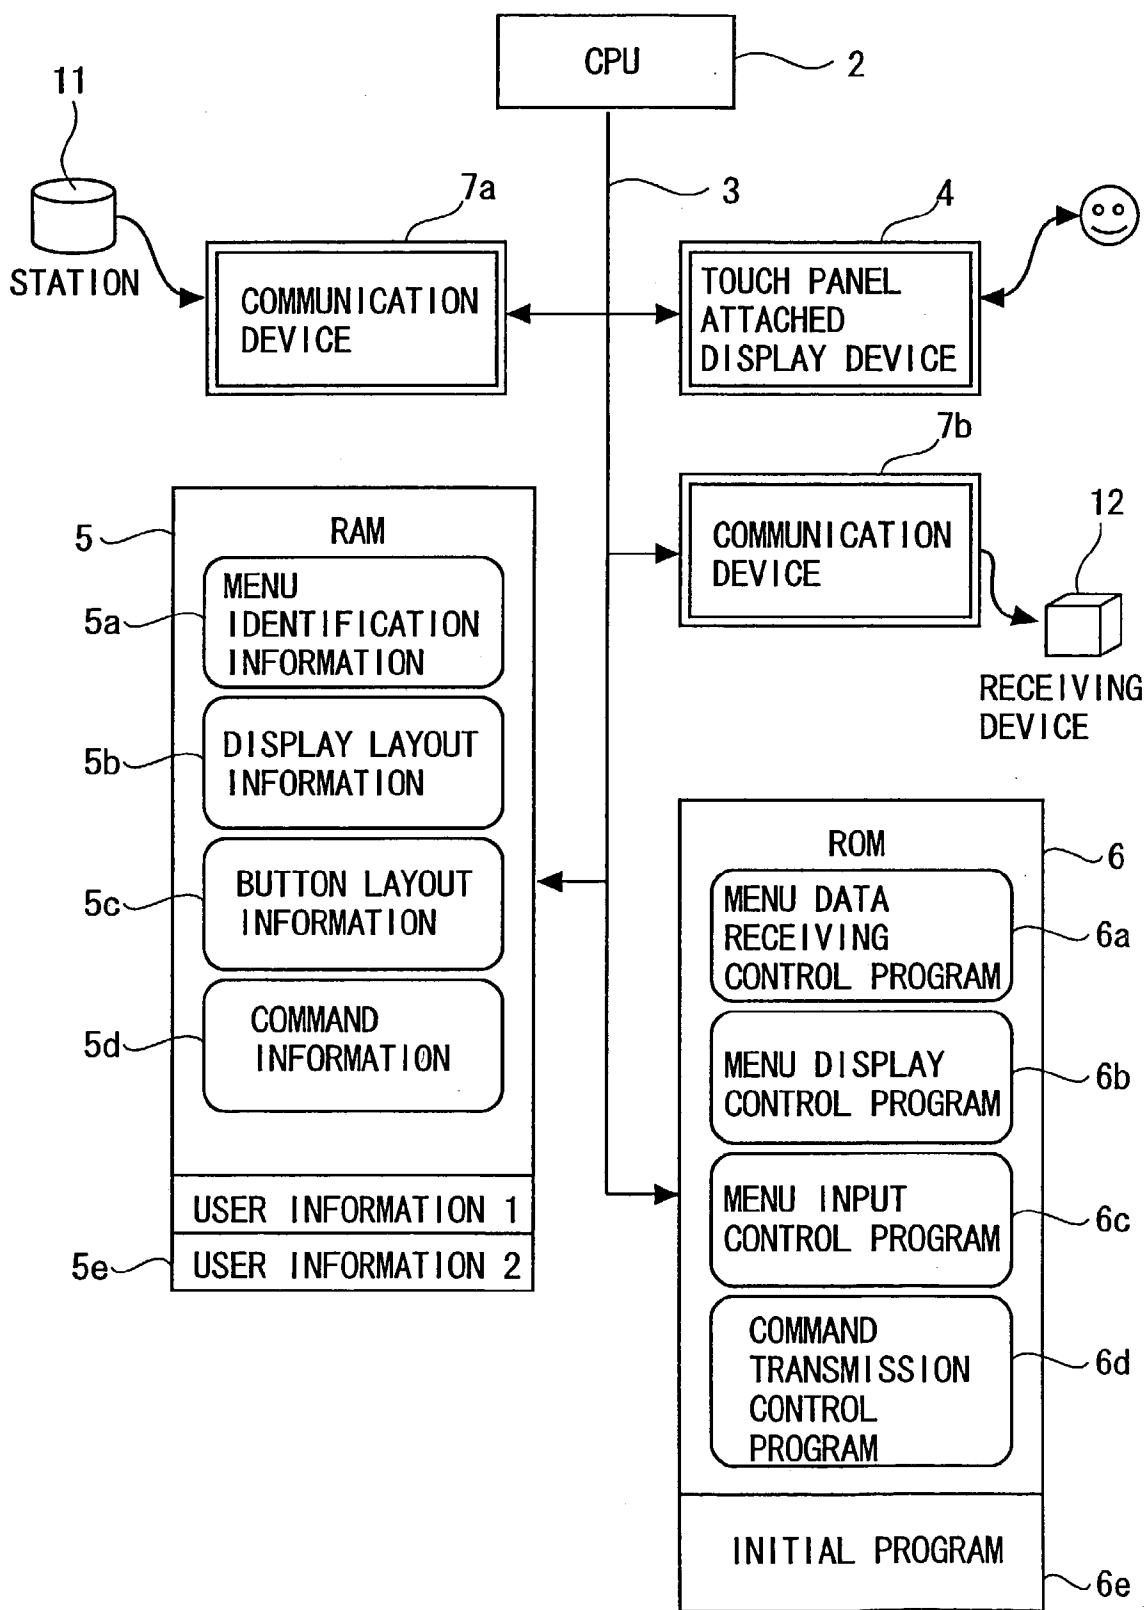 CPU
2
11
STATION
7a
COMMUNICATION
DEVICE
3
4
TOUCH PANEL
ATTACHED
DISPLAY DEVICE
7b
COMMUNICATION
DEVICE
12
RECEIVING
DEVICE
5
RAM
5a
MENU
IDENTIFICATION
INFORMATION
5b
DISPLAY LAYOUT
INFORMATION
5c
BUTTON LAYOUT
INFORMATION
5d
COMMAND
INFORMATION
USER INFORMATION 1
5e
USER INFORMATION 2
ROM
6
MENU DATA
RECEIVING
CONTROL PROGRAM
6a
MENU DISPLAY
CONTROL PROGRAM
6b
MENU INPUT
CONTROL PROGRAM
6c
COMMAND
TRANSMISSION
CONTROL
PROGRAM
6d
INITIAL PROGRAM
6e